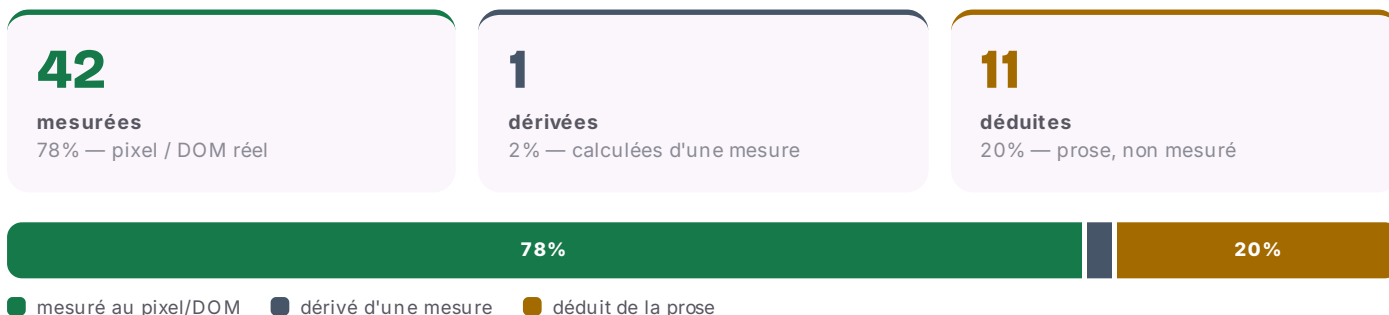 42
mesurées
78% — pixel / DOM réel
1
dérivées
2% — calculées d'une mesure
11
déduites
20% — prose, non mesuré
78%
20%
mesuré au pixel/DOM
dérivé d'une mesure
déduit de la prose